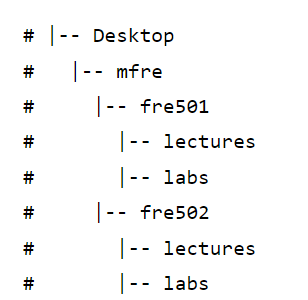 # |-- Desktop
#   |-- mfre
#     |-- fre501
#       |-- lectures
#       |-- labs
#     |-- fre502
#       |-- lectures
#       |-- labs